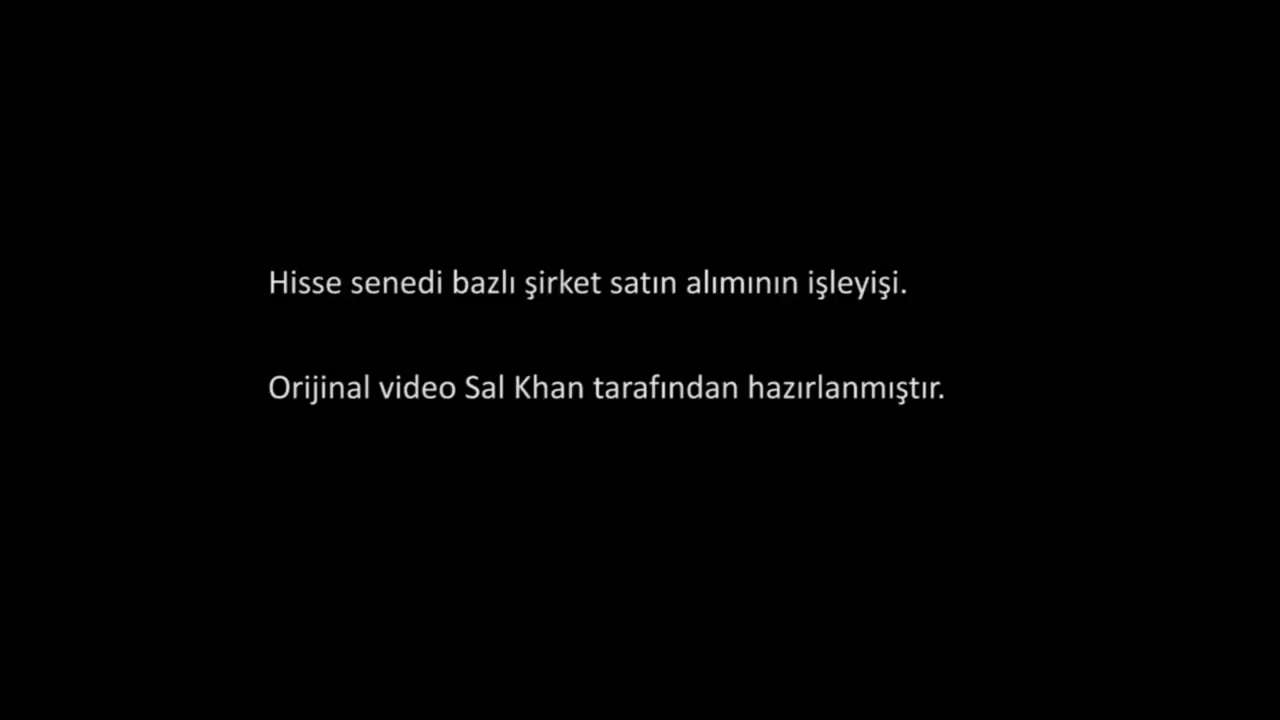 Hisse senedi bazlı şirket satın alımının işleyişi.
Orijinal video Sal Khan tarafından hazırlanmıştır.